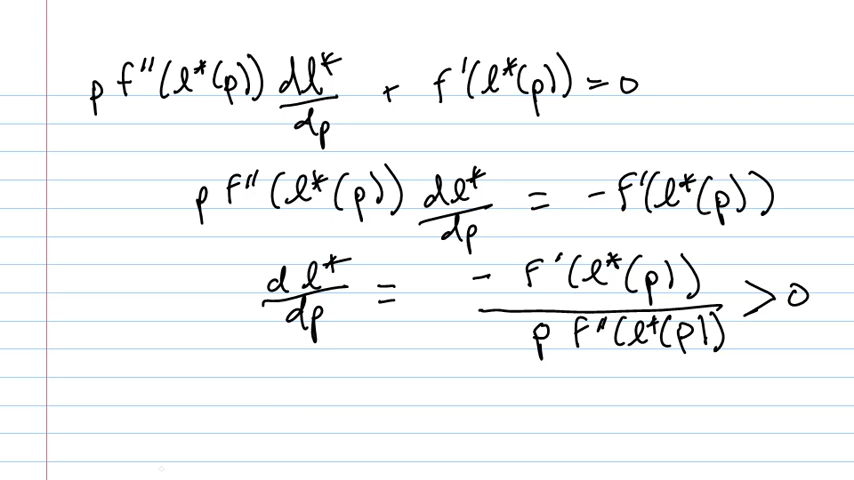 p f''(l*(p)) dl*/dp + f'(l*(p)) = 0
p f''(l*(p)) dl*/dp = -f'(l*(p))
dl*/dp = - f'(l*(p)) / p f''(l*(p)) > 0